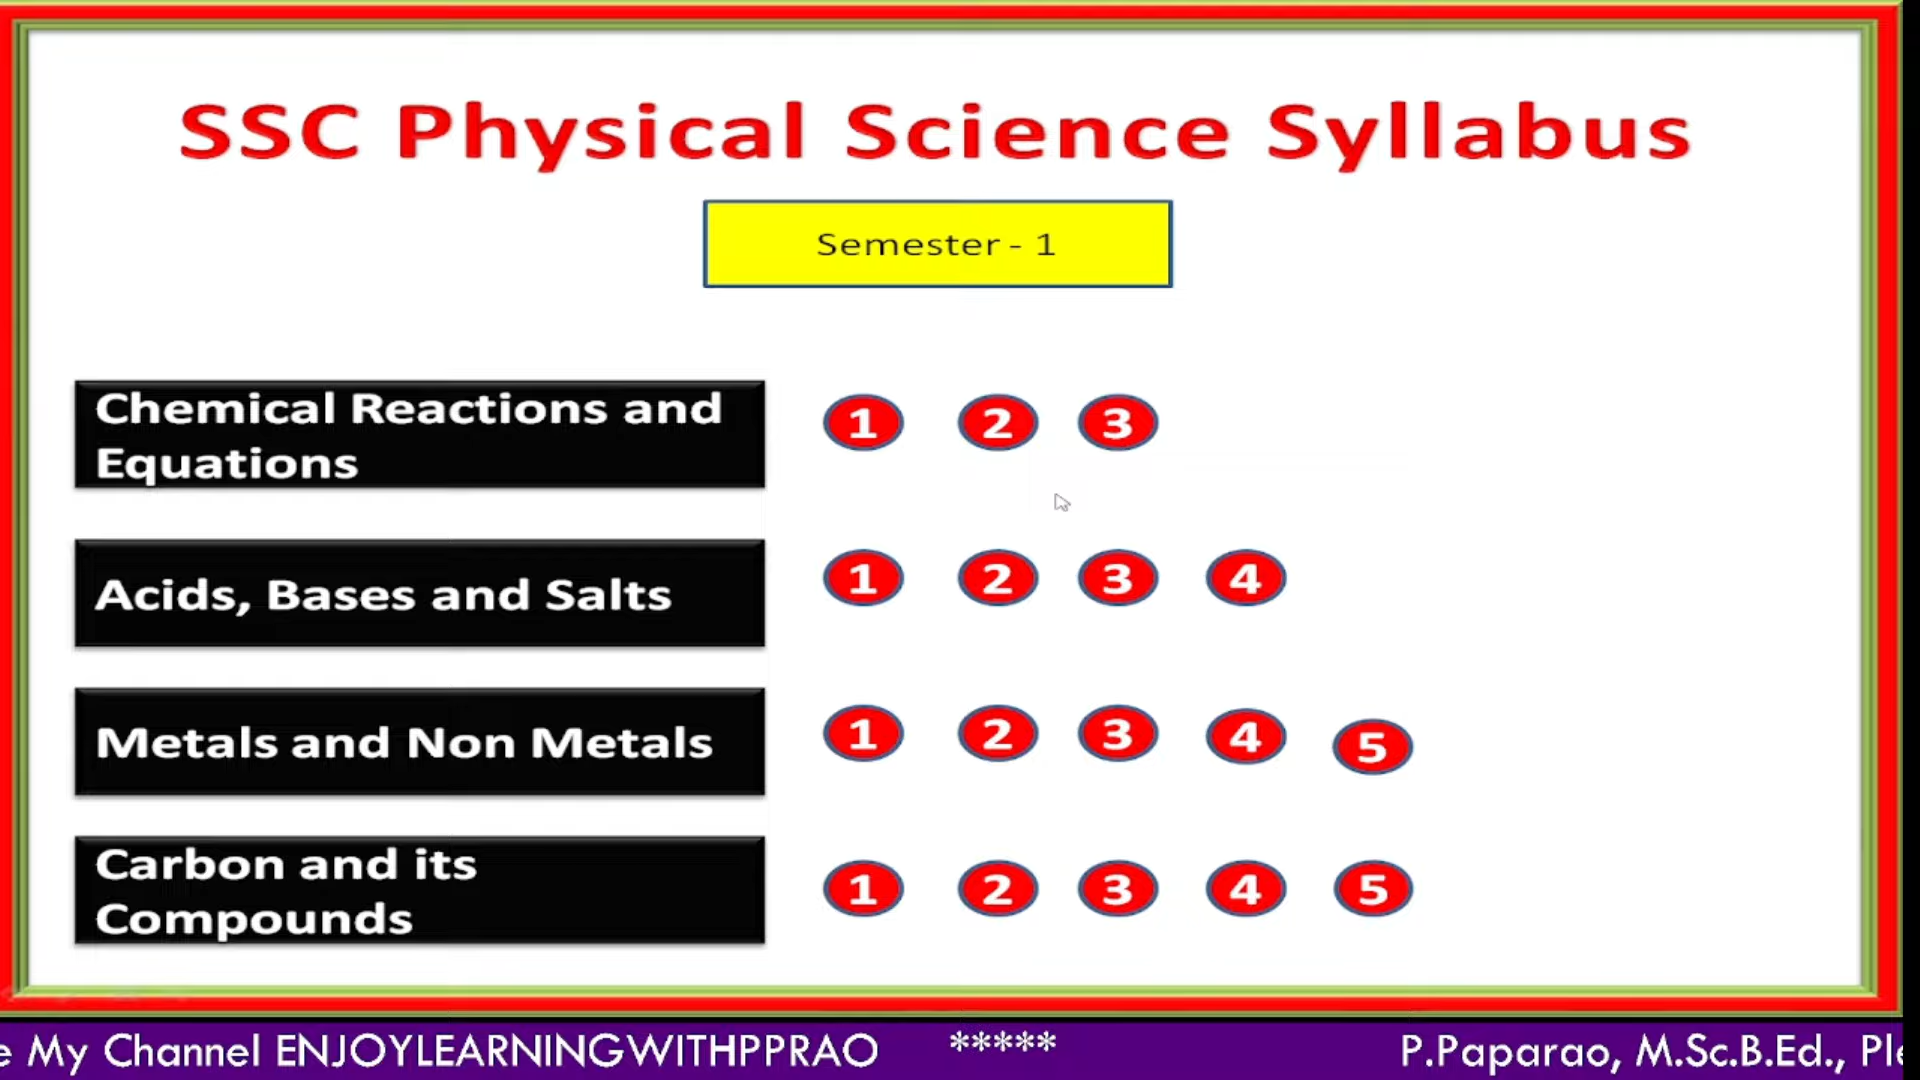 SSC Physical Science Syllabus
Semester - 1
Chemical Reactions and
Equations
1 2 3
Acids, Bases and Salts
1 2 3 4
Metals and Non Metals
1 2 3 4 5
Carbon and its
Compounds
1 2 3 4 5
e My Channel ENJOYLEARNINGWITHPPRAO ***** P.Paparao, M.Sc.B.Ed.,